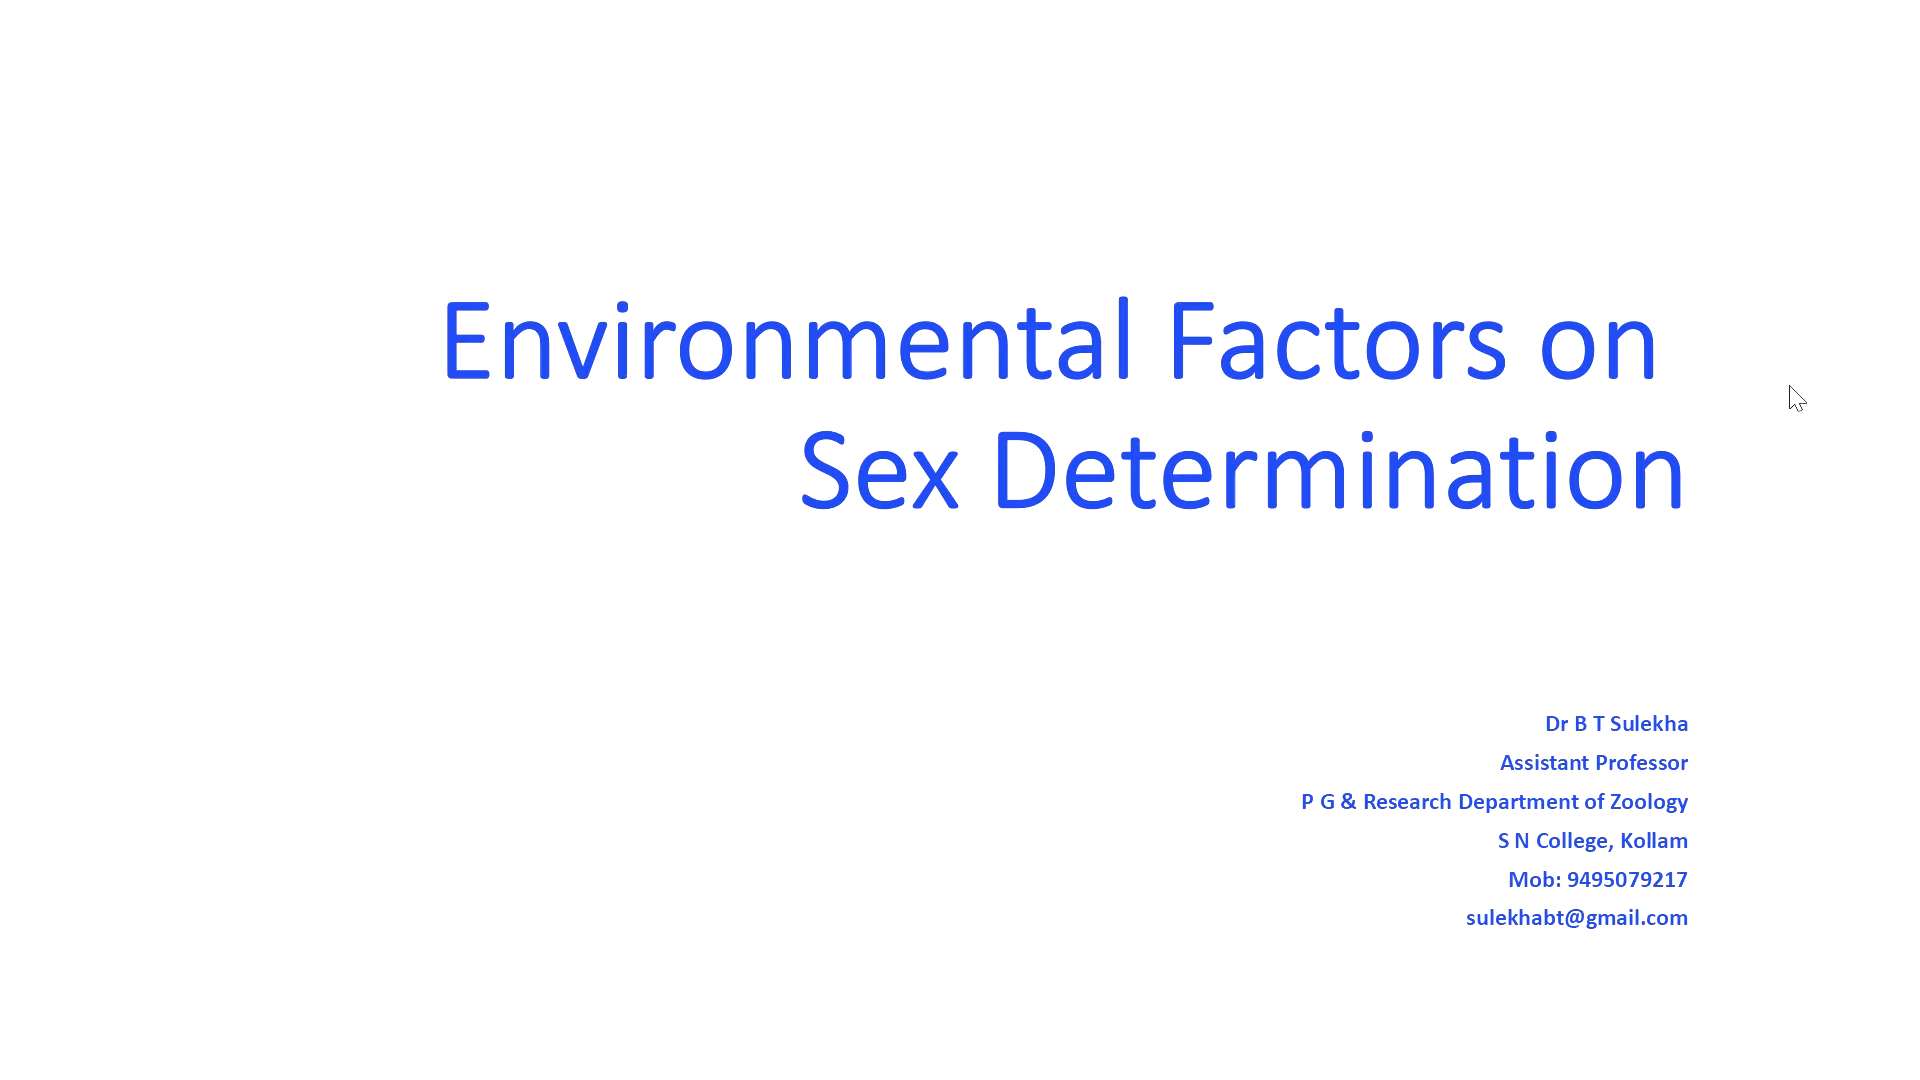 Environmental Factors on
Sex Determination
Dr B T Sulekha
Assistant Professor
P G & Research Department of Zoology
S N College, Kollam
Mob: 9495079217
sulekhabt@gmail.com